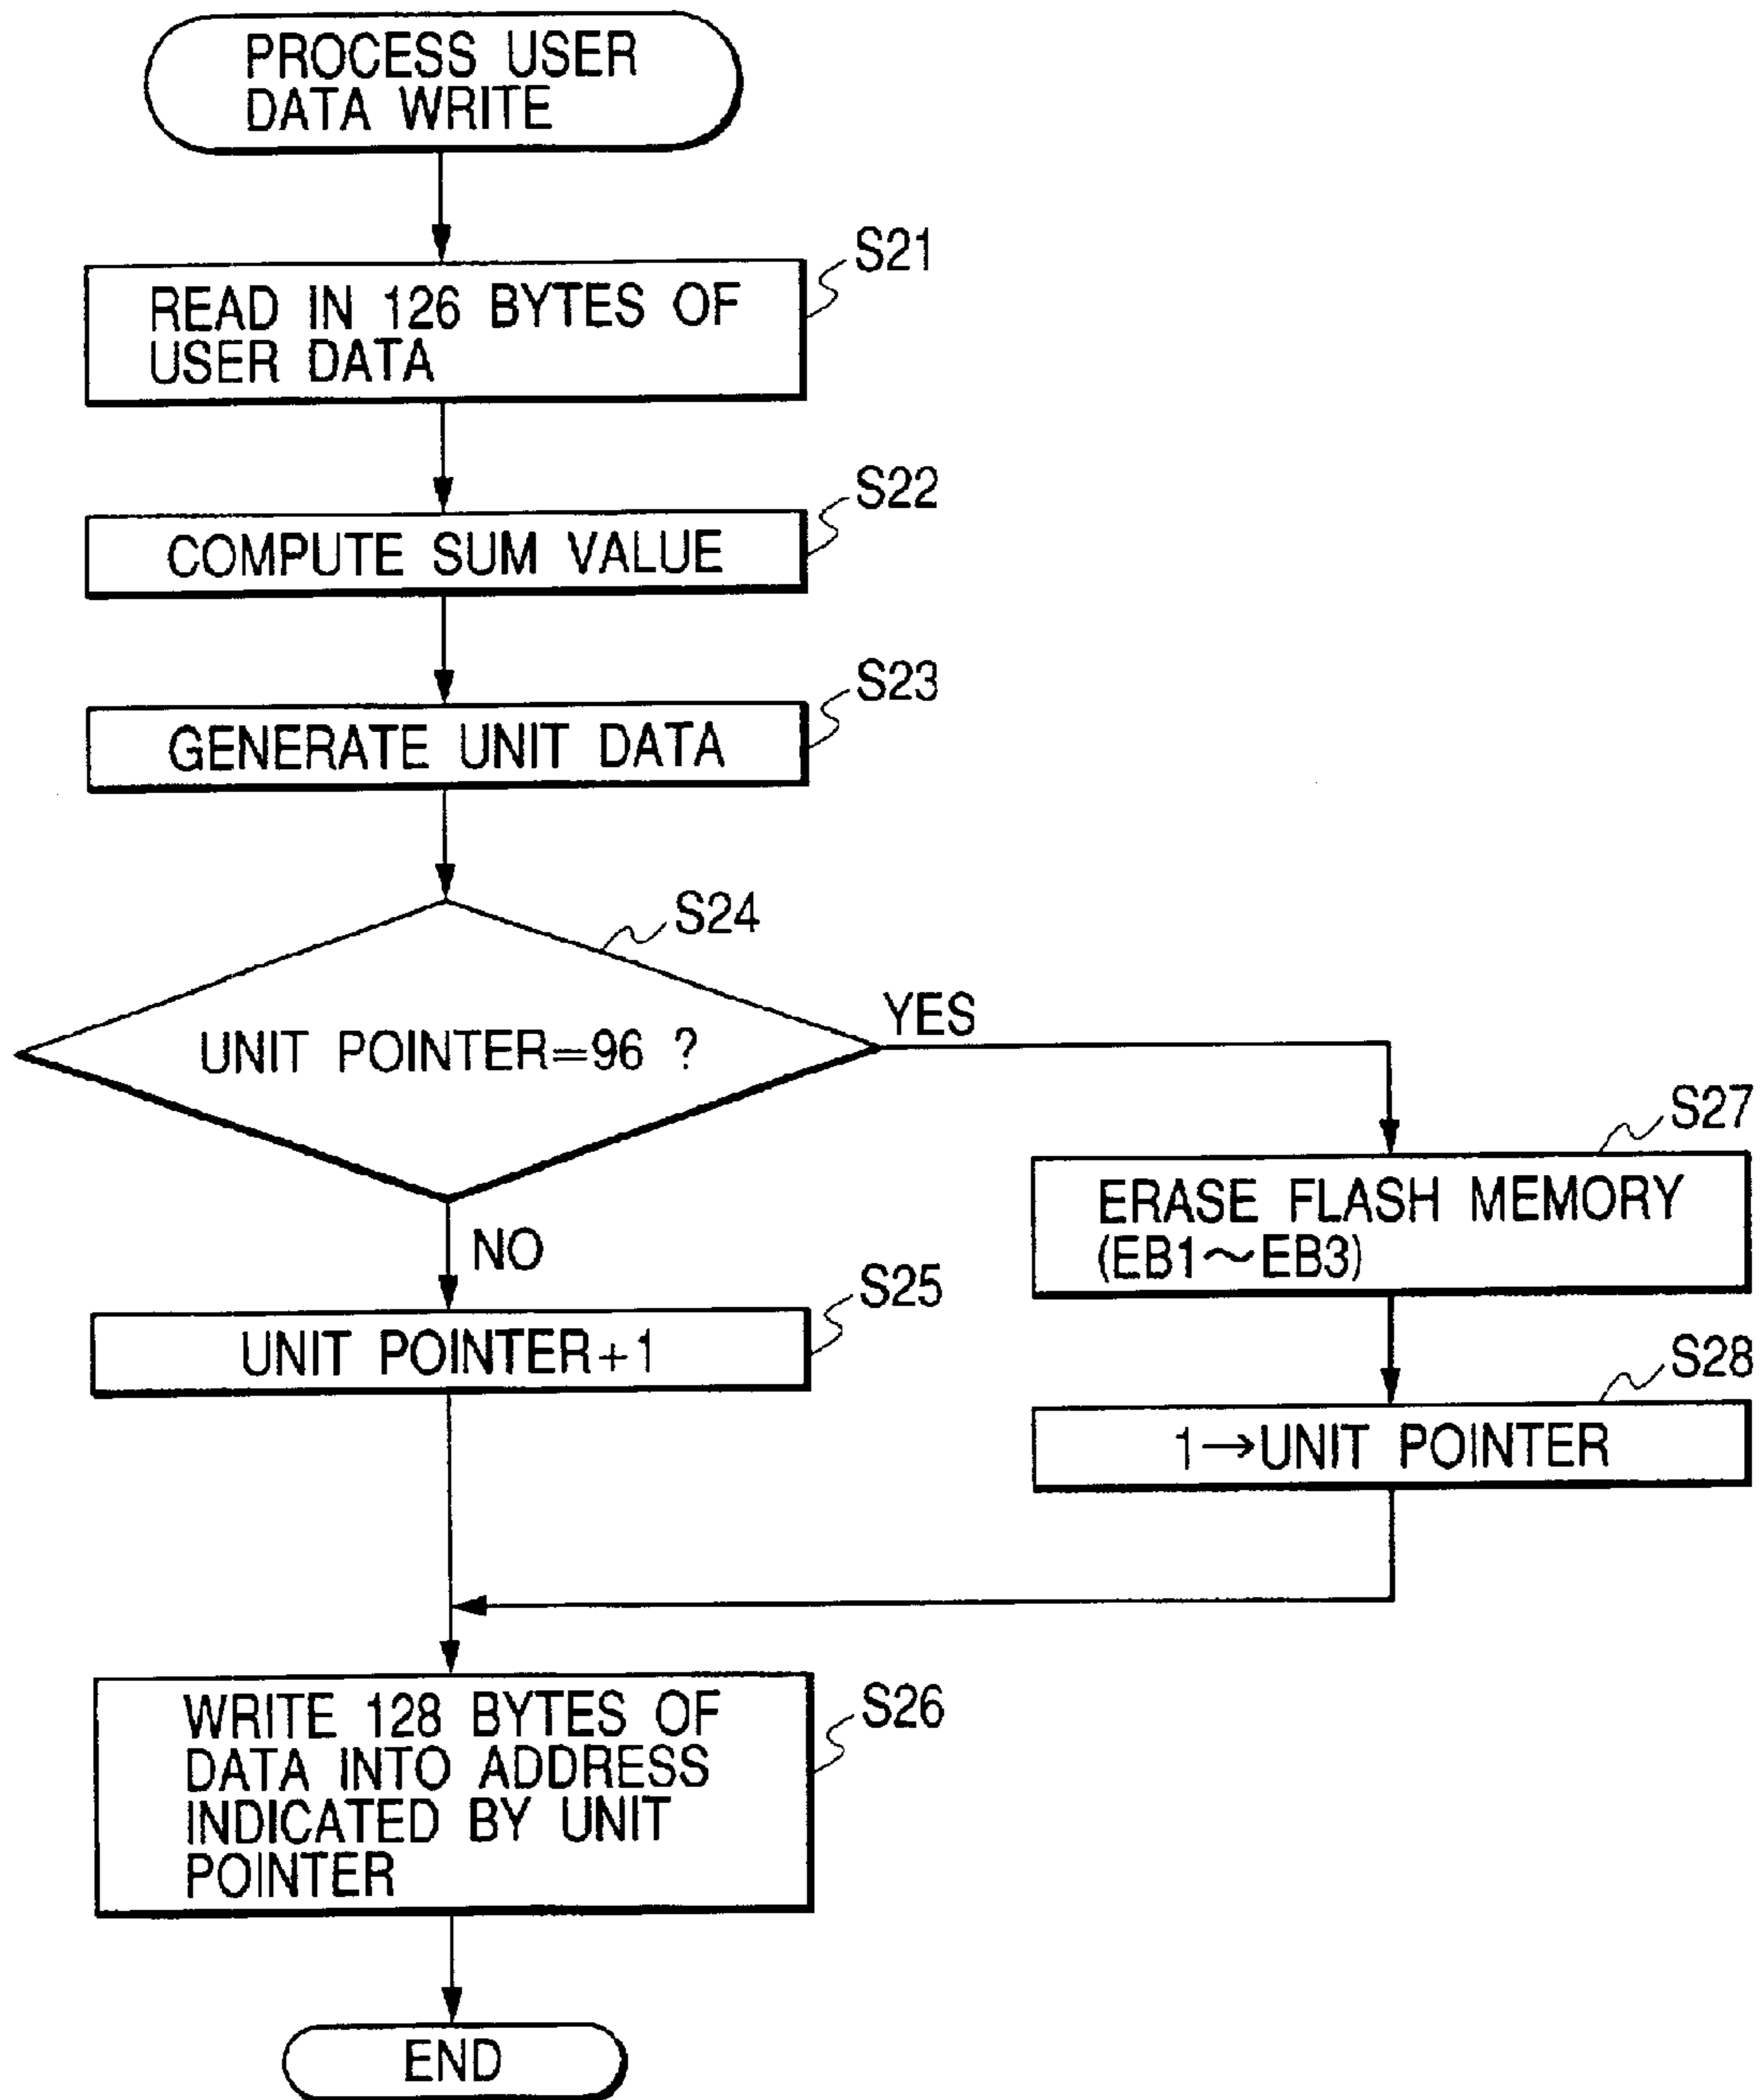 PROCESS USER
DATA WRITE
S21
READ IN 126 BYTES OF
USER DATA
S22
COMPUTE SUM VALUE
S23
GENERATE UNIT DATA
S24
UNIT POINTER=96 ?
YES
NO
S27
ERASE FLASH MEMORY
(EB1～EB3)
S25
UNIT POINTER+1
S28
1→UNIT POINTER
S26
WRITE 128 BYTES OF
DATA INTO ADDRESS
INDICATED BY UNIT
POINTER
END